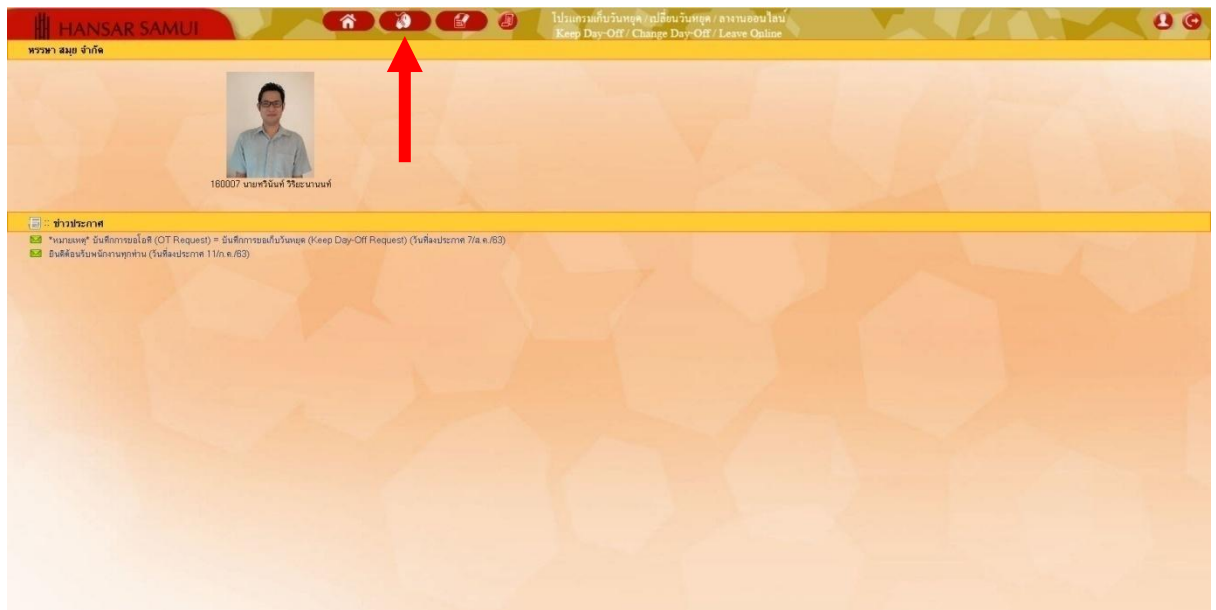 HANSAR SAMUI
โปรแกรมเก็บวันหยุด / เปลี่ยนวันหยุด / ลางานออนไลน์
Keep Day-Off / Change Day-Off / Leave Online
หรรษา สมุย จำกัด
160007 นายทวินันท์ วิริยะนานนท์
:: ข่าวประกาศ
*หมายเหตุ* บันทึกการขอโอที (OT Request) = บันทึกการขอเก็บวันหยุด (Keep Day-Off Request) (วันที่ลงประกาศ 7/ส.ค./63)
ยินดีต้อนรับพนักงานทุกท่าน (วันที่ลงประกาศ 11/ก.ค./63)